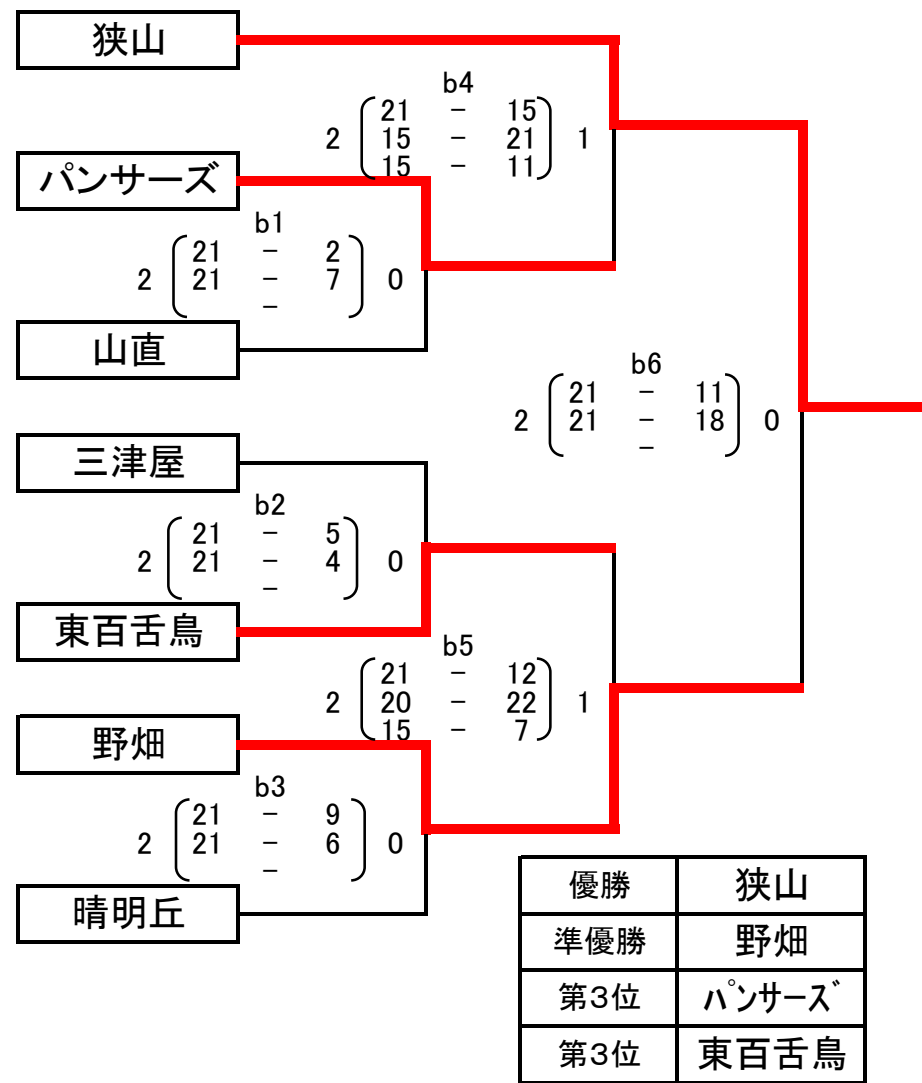 狭山
b4
21 － 15
2 15 － 21 1
15 － 11
パンサーズ
b1
21 － 2
2 21 － 7 0
－
山直
b6
21 － 11
2 21 － 18 0
－
三津屋
b2
21 － 5
2 21 － 4 0
－
東百舌鳥
b5
21 － 12
2 20 － 22 1
15 － 7
野畑
b3
21 － 9
2 21 － 6 0
－
晴明丘
優勝 狭山
準優勝 野畑
第3位 ﾊﾟﾝｻｰｽﾞ
第3位 東百舌鳥